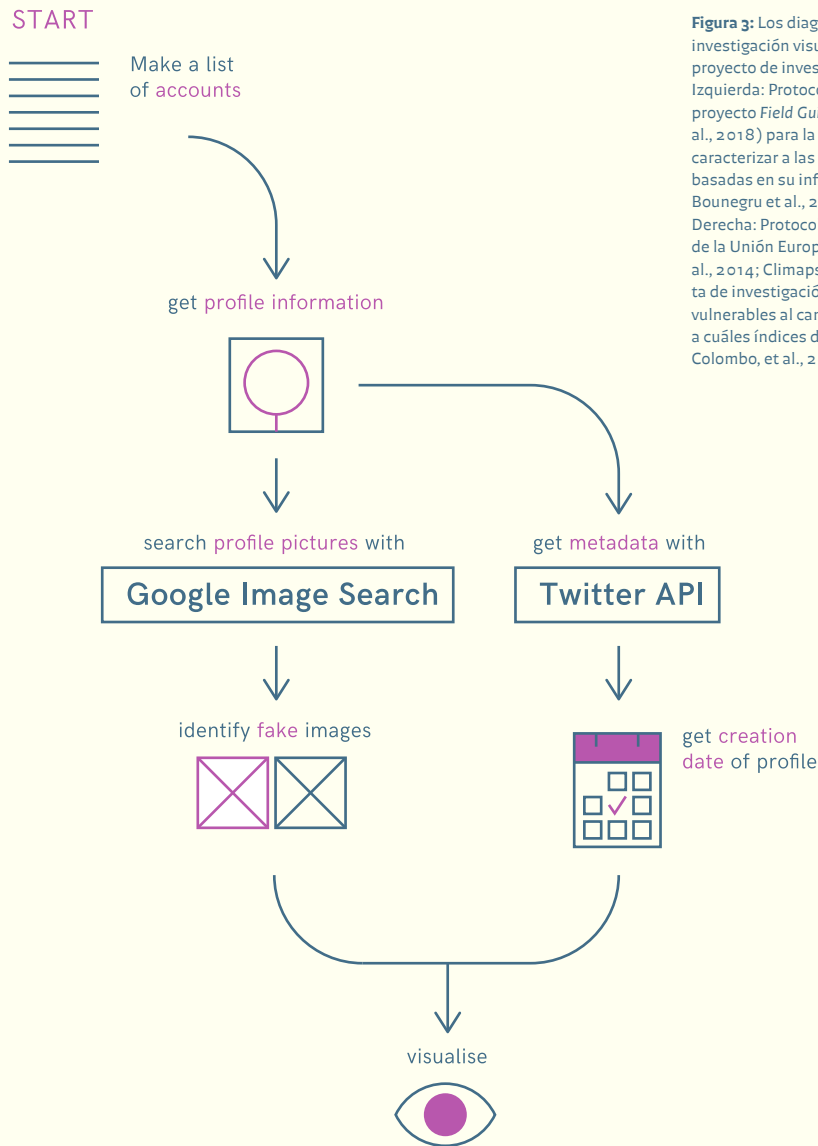 START
Make a list
of accounts
get profile information
search profile pictures with
Google Image Search
get metadata with
Twitter API
identify fake images
get creation
date of profile
visualise
Figura 3: Los diag
investigación visu
proyecto de inves
Izquierda: Protoco
proyecto Field Gu
al., 2018) para la
caracterizar a las
basadas en su inf
Bounegru et al., 2
Derecha: Protoco
de la Unión Europ
al., 2014; Climaps
ta de investigació
vulnerables al car
a cuáles índices d
Colombo, et al., 2